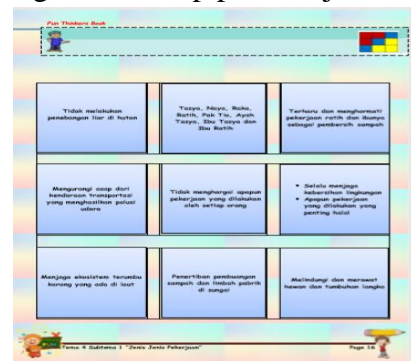 Fun Thinkers Book
Tidak melakukan
penebangan liar di hutan
Tasya, Naya, Raka,
Ratih, Pak Tio, Ayah
Tasya, Ibu Tasya dan
Ibu Ratih
Terharu dan menghormati
pekerjaan ratih dan ibunya
sebagai pembersih sampah
Mengurangi asap dari
kendaraan transportasi
yang menghasilkan polusi
udara
Tidak menghargai apapun
pekerjaan yang dilakukan
oleh setiap orang
• Selalu menjaga
kebersihan lingkungan
• Apapun pekerjaan
yang dilakukan yang
penting halal
Menjaga ekosistem terumbu
karang yang ada di laut
Penertiban pembuangan
sampah dan limbah pabrik
di sungai
Melindungi dan merawat
hewan dan tumbuhan langka
Tema 4 Subtema 1 "Jenis Jenis Pekerjaan"
Page 16